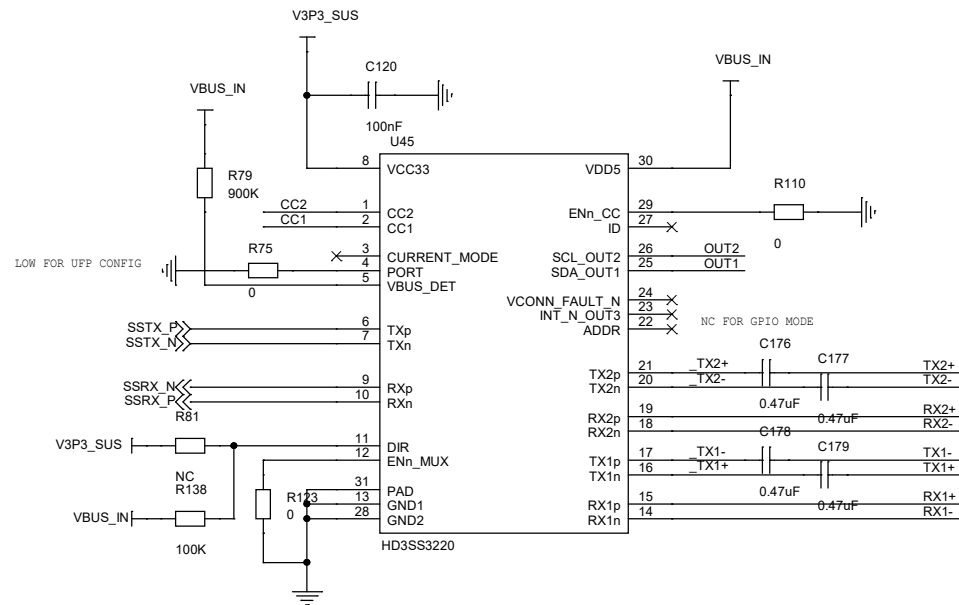 V3P3_SUS
C120
100nF
VBUS_IN
VBUS_IN
R79
900K
U45
8 VCC33
VDD5 30
R110
0
CC2 1 CC2
CC1 2 CC1
ENn_CC 29
ID 27
3 CURRENT_MODE
SCL_OUT2 26 OUT2
SDA_OUT1 25 OUT1
LOW FOR UFP CONFIG
R75
0
4 PORT
5 VBUS_DET
VCONN_FAULT_N 24
INT_N_OUT3 23
ADDR 22
NC FOR GPIO MODE
SSTX_P 6 TXp
SSTX_N 7 TXn
C176
C177
TX2p 21 _TX2+ TX2+
TX2n 20 _TX2- TX2-
0.47uF
0.47uF
SSRX_N 9 RXp
SSRX_P 10 RXn
RX2p 19 RX2+
RX2n 18 RX2-
R81
C178
C179
V3P3_SUS
11 DIR
12 ENn_MUX
TX1p 17 _TX1- TX1-
TX1n 16 _TX1+ TX1+
NC
R138
R123
0
0.47uF
0.47uF
31 PAD
13 GND1
28 GND2
RX1p 15 RX1+
RX1n 14 RX1-
VBUS_IN
100K
HD3SS3220